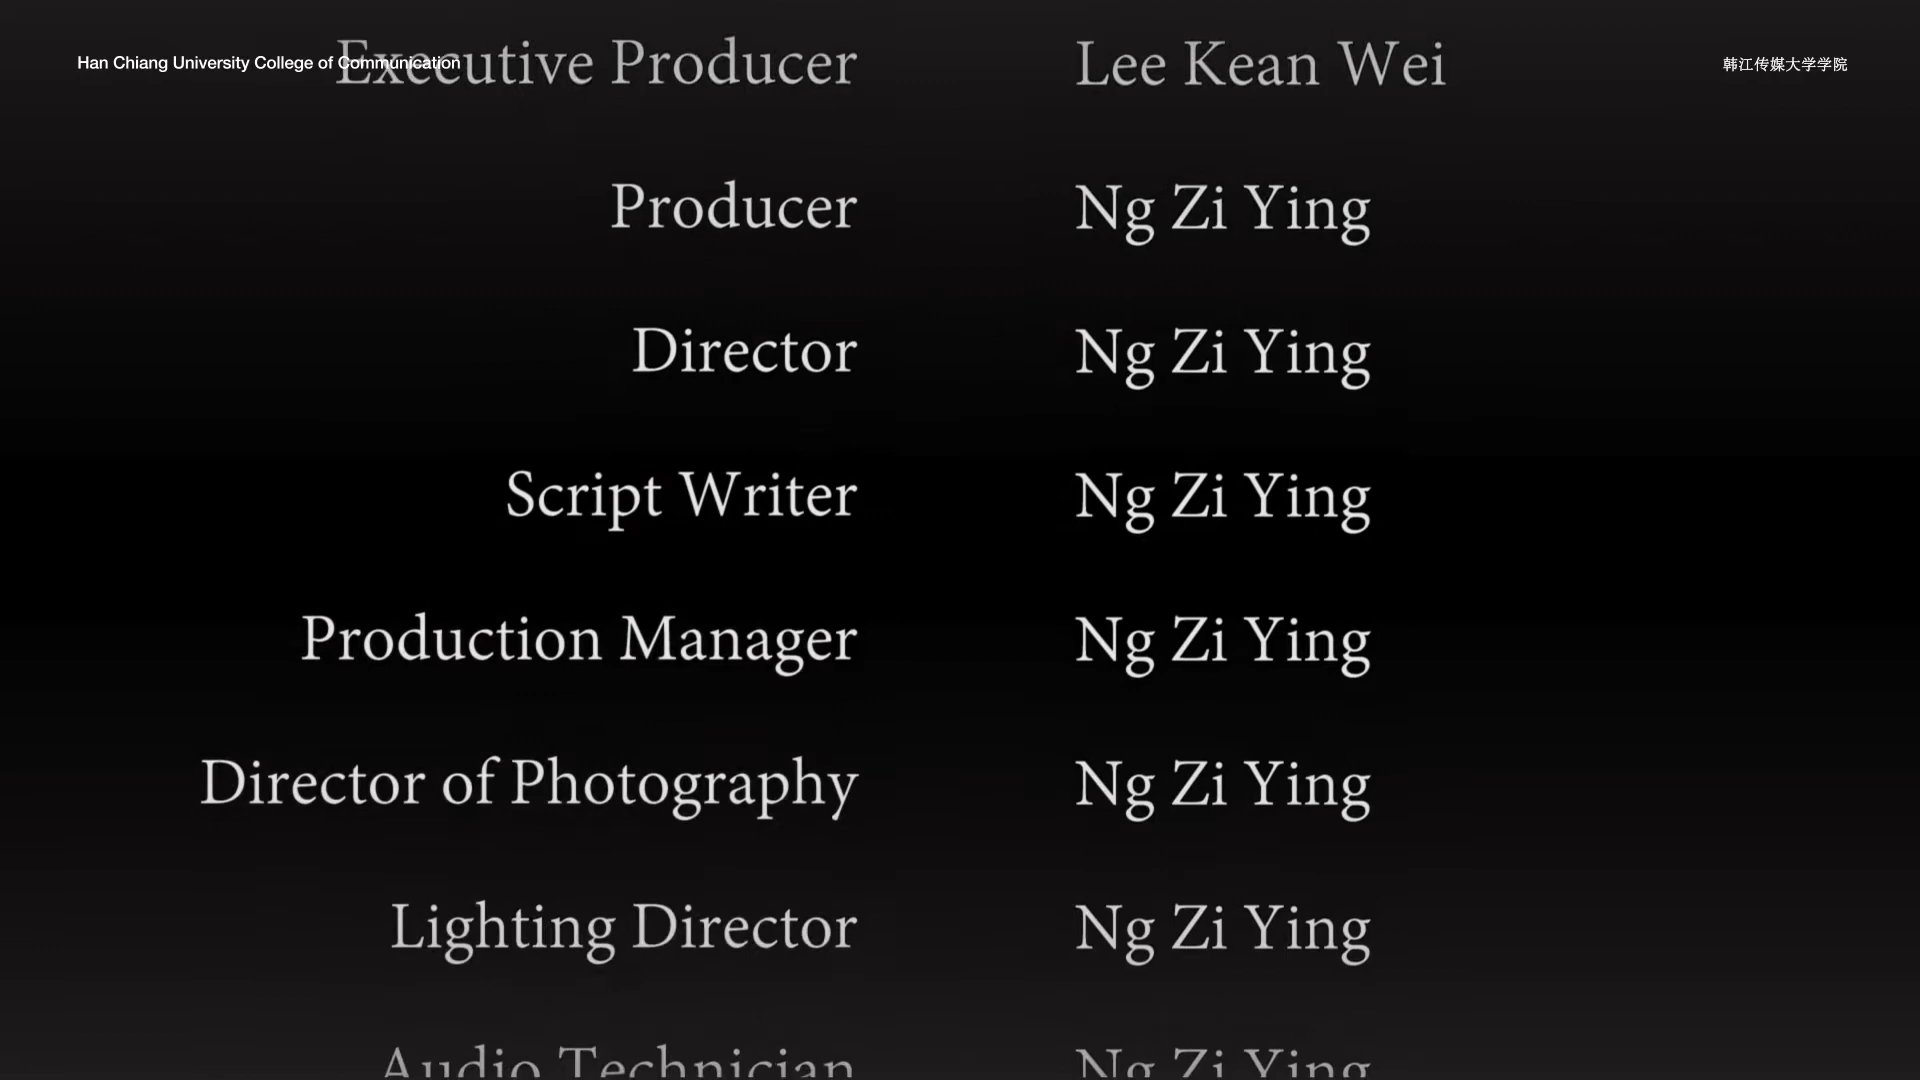 Han Chiang University College of Communication
韩江传媒大学学院
Executive Producer Lee Kean Wei
Producer Ng Zi Ying
Director Ng Zi Ying
Script Writer Ng Zi Ying
Production Manager Ng Zi Ying
Director of Photography Ng Zi Ying
Lighting Director Ng Zi Ying
Audio Technician Ng Zi Ying